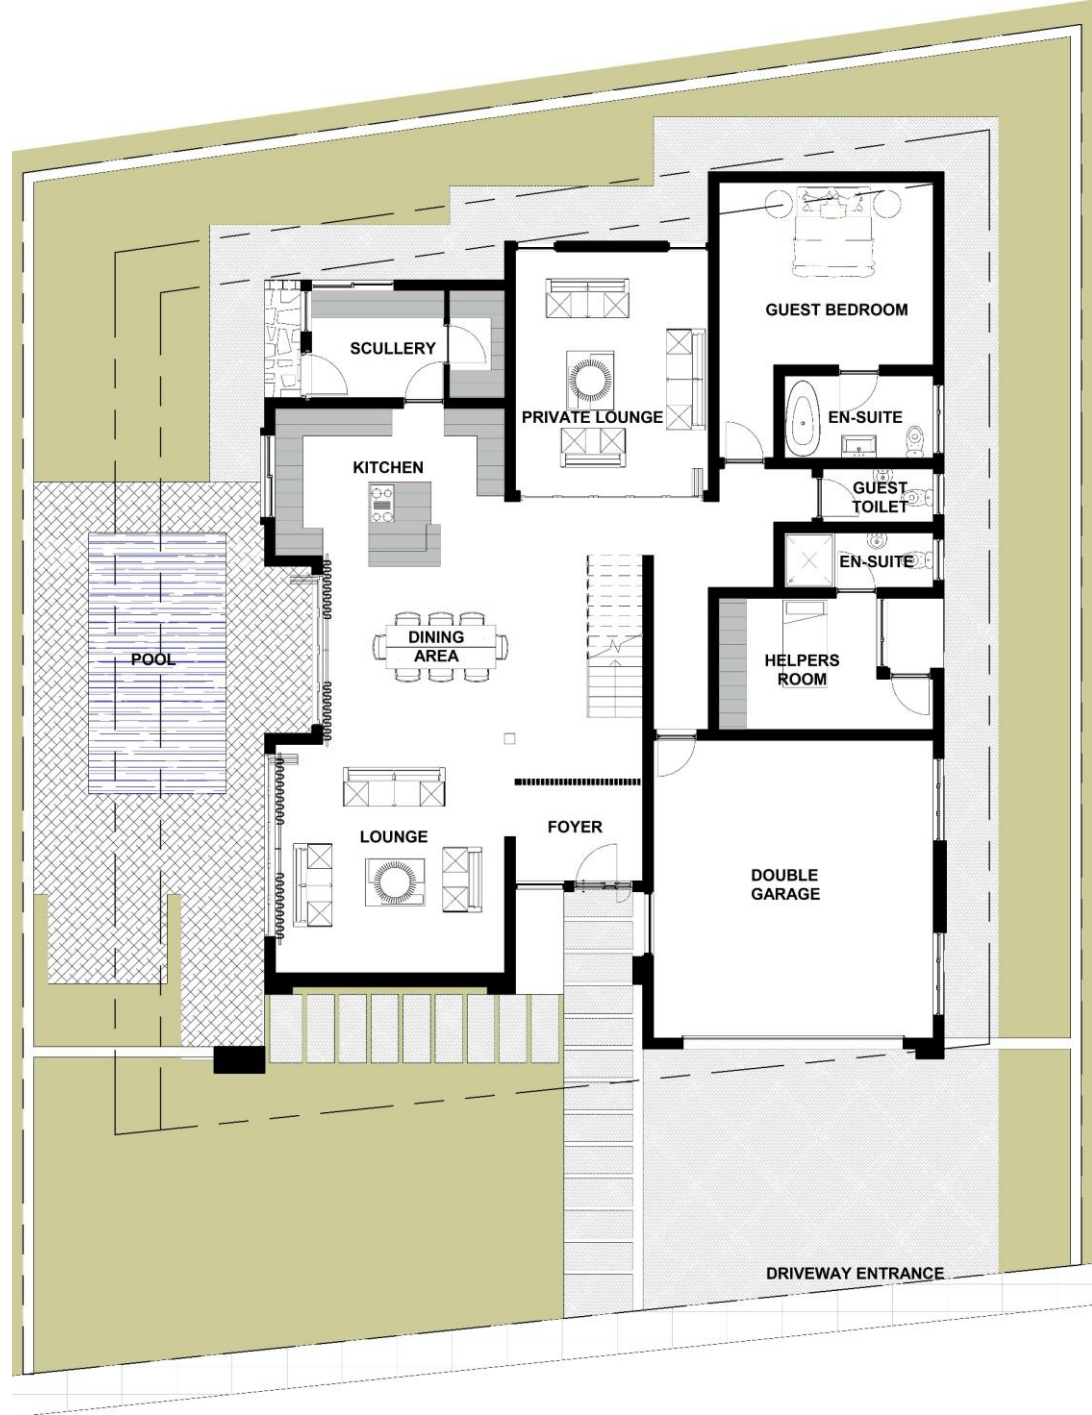 GUEST BEDROOM
SCULLERY
PRIVATE LOUNGE
EN-SUITE
KITCHEN
GUEST
TOILET
EN-SUITE
DINING
AREA
POOL
HELPERS
ROOM
LOUNGE
FOYER
DOUBLE
GARAGE
DRIVEWAY ENTRANCE